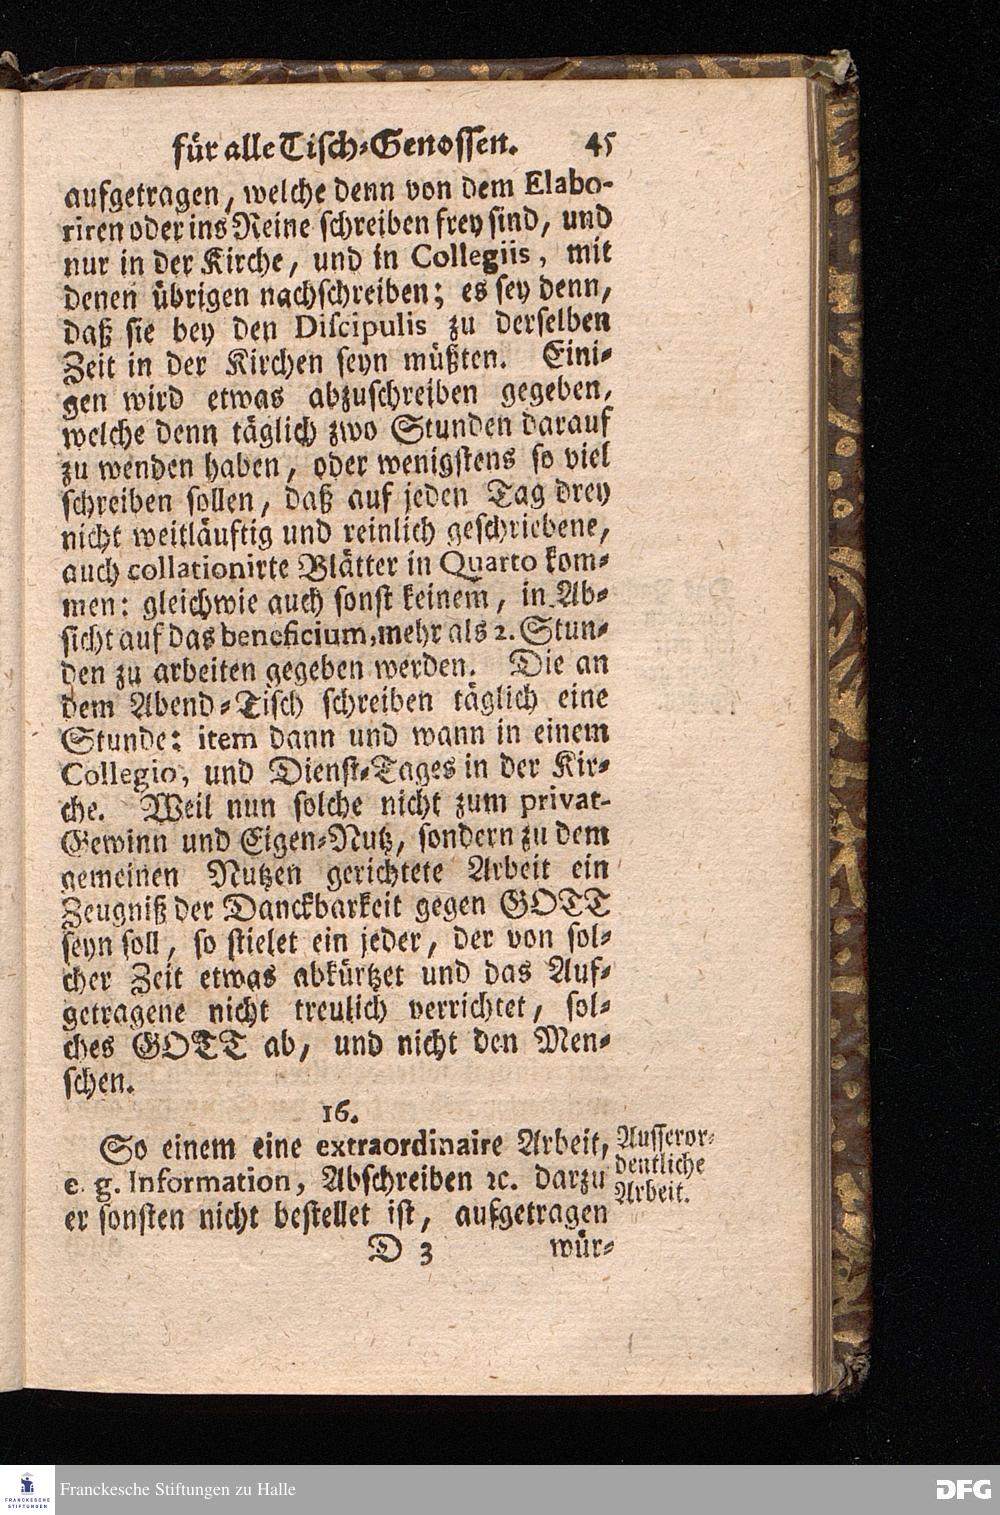 für alle Tisch-Genossen. 45
aufgetragen, welche denn von dem Elabo-
riren oder ins Reine schreiben frey sind, und
nur in der Kirche, und in Collegiis, mit
denen übrigen nachschreiben; es sey denn,
daß sie bey den Discipulis zu derselben
Zeit in der Kirchen seyn müßten. Eini-
gen wird etwas abzuschreiben gegeben,
welche denn täglich zwo Stunden darauf
zu wenden haben, oder wenigstens so viel
schreiben sollen, daß auf jeden Tag drey
nicht weitläuftig und reinlich geschriebene,
auch collationirte Blätter in Quarto kom-
men: gleichwie auch sonst keinem, in Ab-
sicht auf das beneficium, mehr als 2. Stun-
den zu arbeiten gegeben werden. Die an
dem Abend-Tisch schreiben täglich eine
Stunde: item dann und wann in einem
Collegio, und Dienst-Tages in der Kir-
che. Weil nun solche nicht zum privat-
Gewinn und Eigen-Nutz, sondern zu dem
gemeinen Nutzen gerichtete Arbeit ein
Zeugniß der Danckbarkeit gegen GOTT
seyn soll, so stielet ein jeder, der von sol-
cher Zeit etwas abkürtzet und das Auf-
getragene nicht treulich verrichtet, sol-
ches GOTT ab, und nicht den Men-
schen.
16.
So einem eine extraordinaire Arbeit,
e. g. Information, Abschreiben ꝛc. darzu
er sonsten nicht bestellet ist, aufgetragen
Ausseror-
dentliche
Arbeit.
D 3 wür-
FRANCKESCHE
STIFTUNGEN
Franckesche Stiftungen zu Halle
DFG